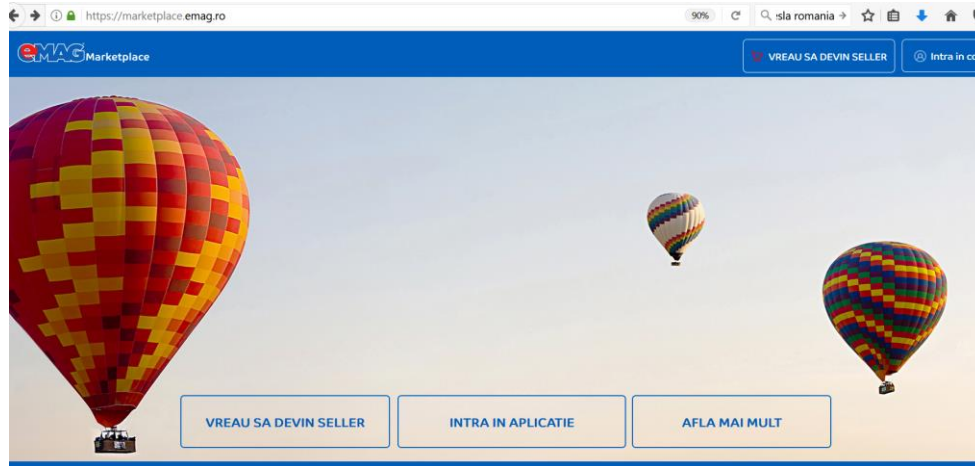 https://marketplace.emag.ro 90% sla romania
eMAG Marketplace VREAU SA DEVIN SELLER Intra in co
VREAU SA DEVIN SELLER INTRA IN APLICATIE AFLA MAI MULT